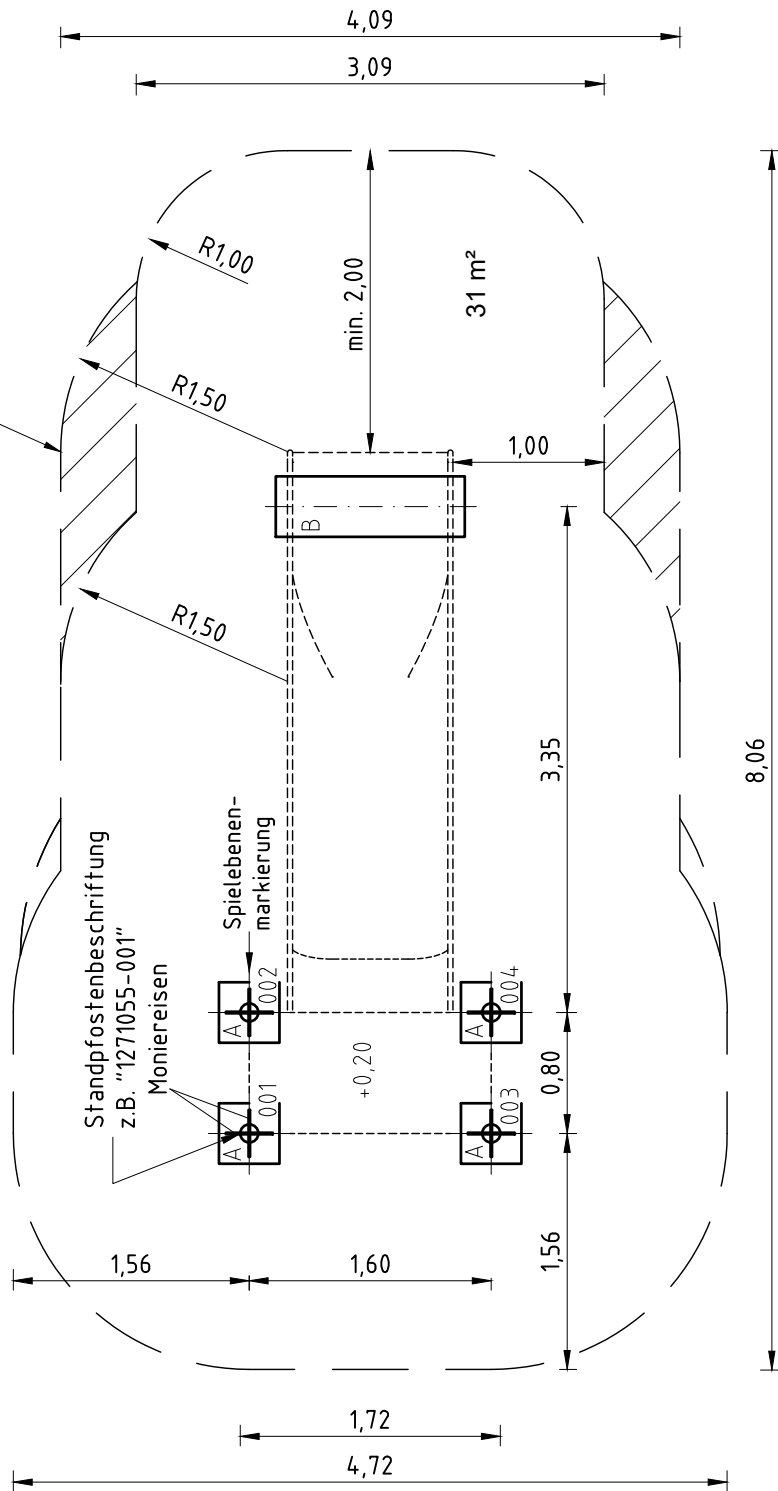 4,09
3,09
R1,00
min. 2,00
31 m²
R1,50
1,00
B
R1,50
3,35
8,06
Standpfostenbeschriftung
z.B. "1271055-001"
Moniereisen
Spielebenen-
markierung
A
002
A
004
+0,20
0,80
A
001
A
003
1,56
1,60
1,56
1,72
4,72